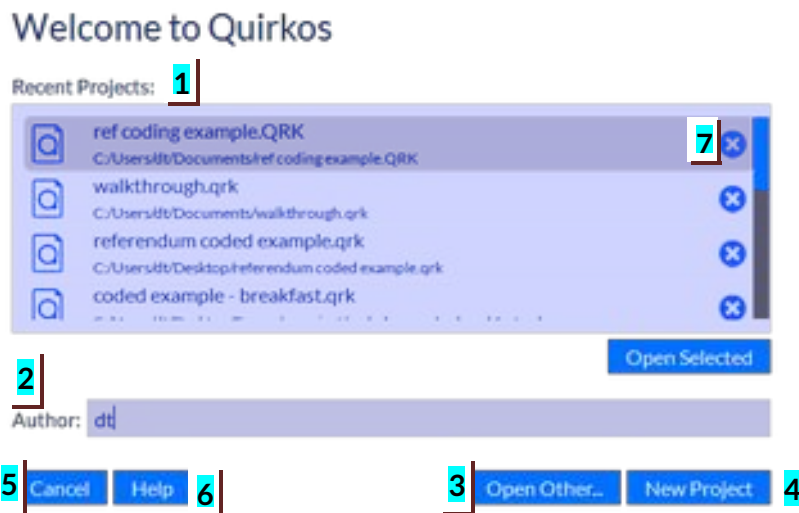 Welcome to Quirkos
Recent Projects: 1
ref coding example.QRK
C:/Users/dt/Documents/ref coding example.QRK
7
walkthrough.qrk
C:/Users/dt/Documents/walkthrough.qrk
referendum coded example.qrk
C:/Users/dt/Desktop/referendum coded example.qrk
coded example - breakfast.qrk
Open Selected
2
Author: dt
5 Cancel Help 6 3 Open Other... New Project 4